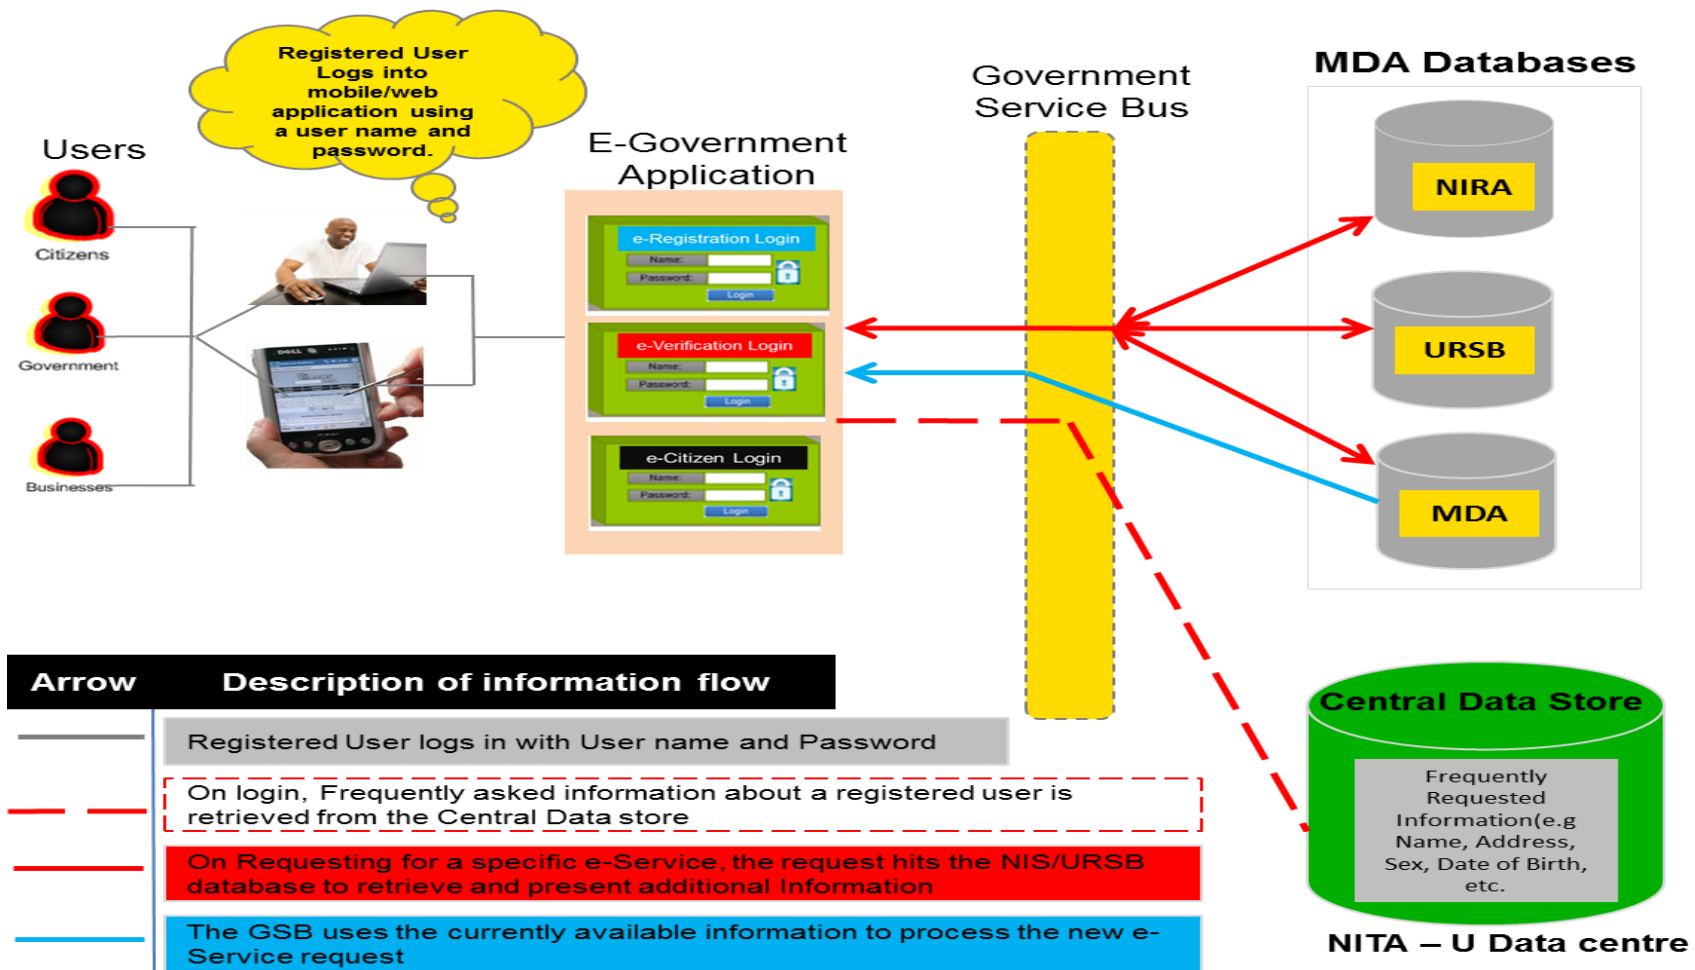 Registered User
Logs into
mobile/web
application using
a user name and
password.
Users
Citizens
Government
Businesses
DELL
E-Government
Application
e-Registration Login
Name:
Password:
Login
e-Verification Login
Name:
Password:
Login
e-Citizen Login
Name:
Password:
Login
Government
Service Bus
MDA Databases
NIRA
URSB
MDA
Central Data Store
Frequently
Requested
Information(e.g
Name, Address,
Sex, Date of Birth,
etc.
NITA – U Data centre
Arrow Description of information flow
Registered User logs in with User name and Password
On login, Frequently asked information about a registered user is
retrieved from the Central Data store
On Requesting for a specific e-Service, the request hits the NIS/URSB
database to retrieve and present additional Information
The GSB uses the currently available information to process the new e-
Service request